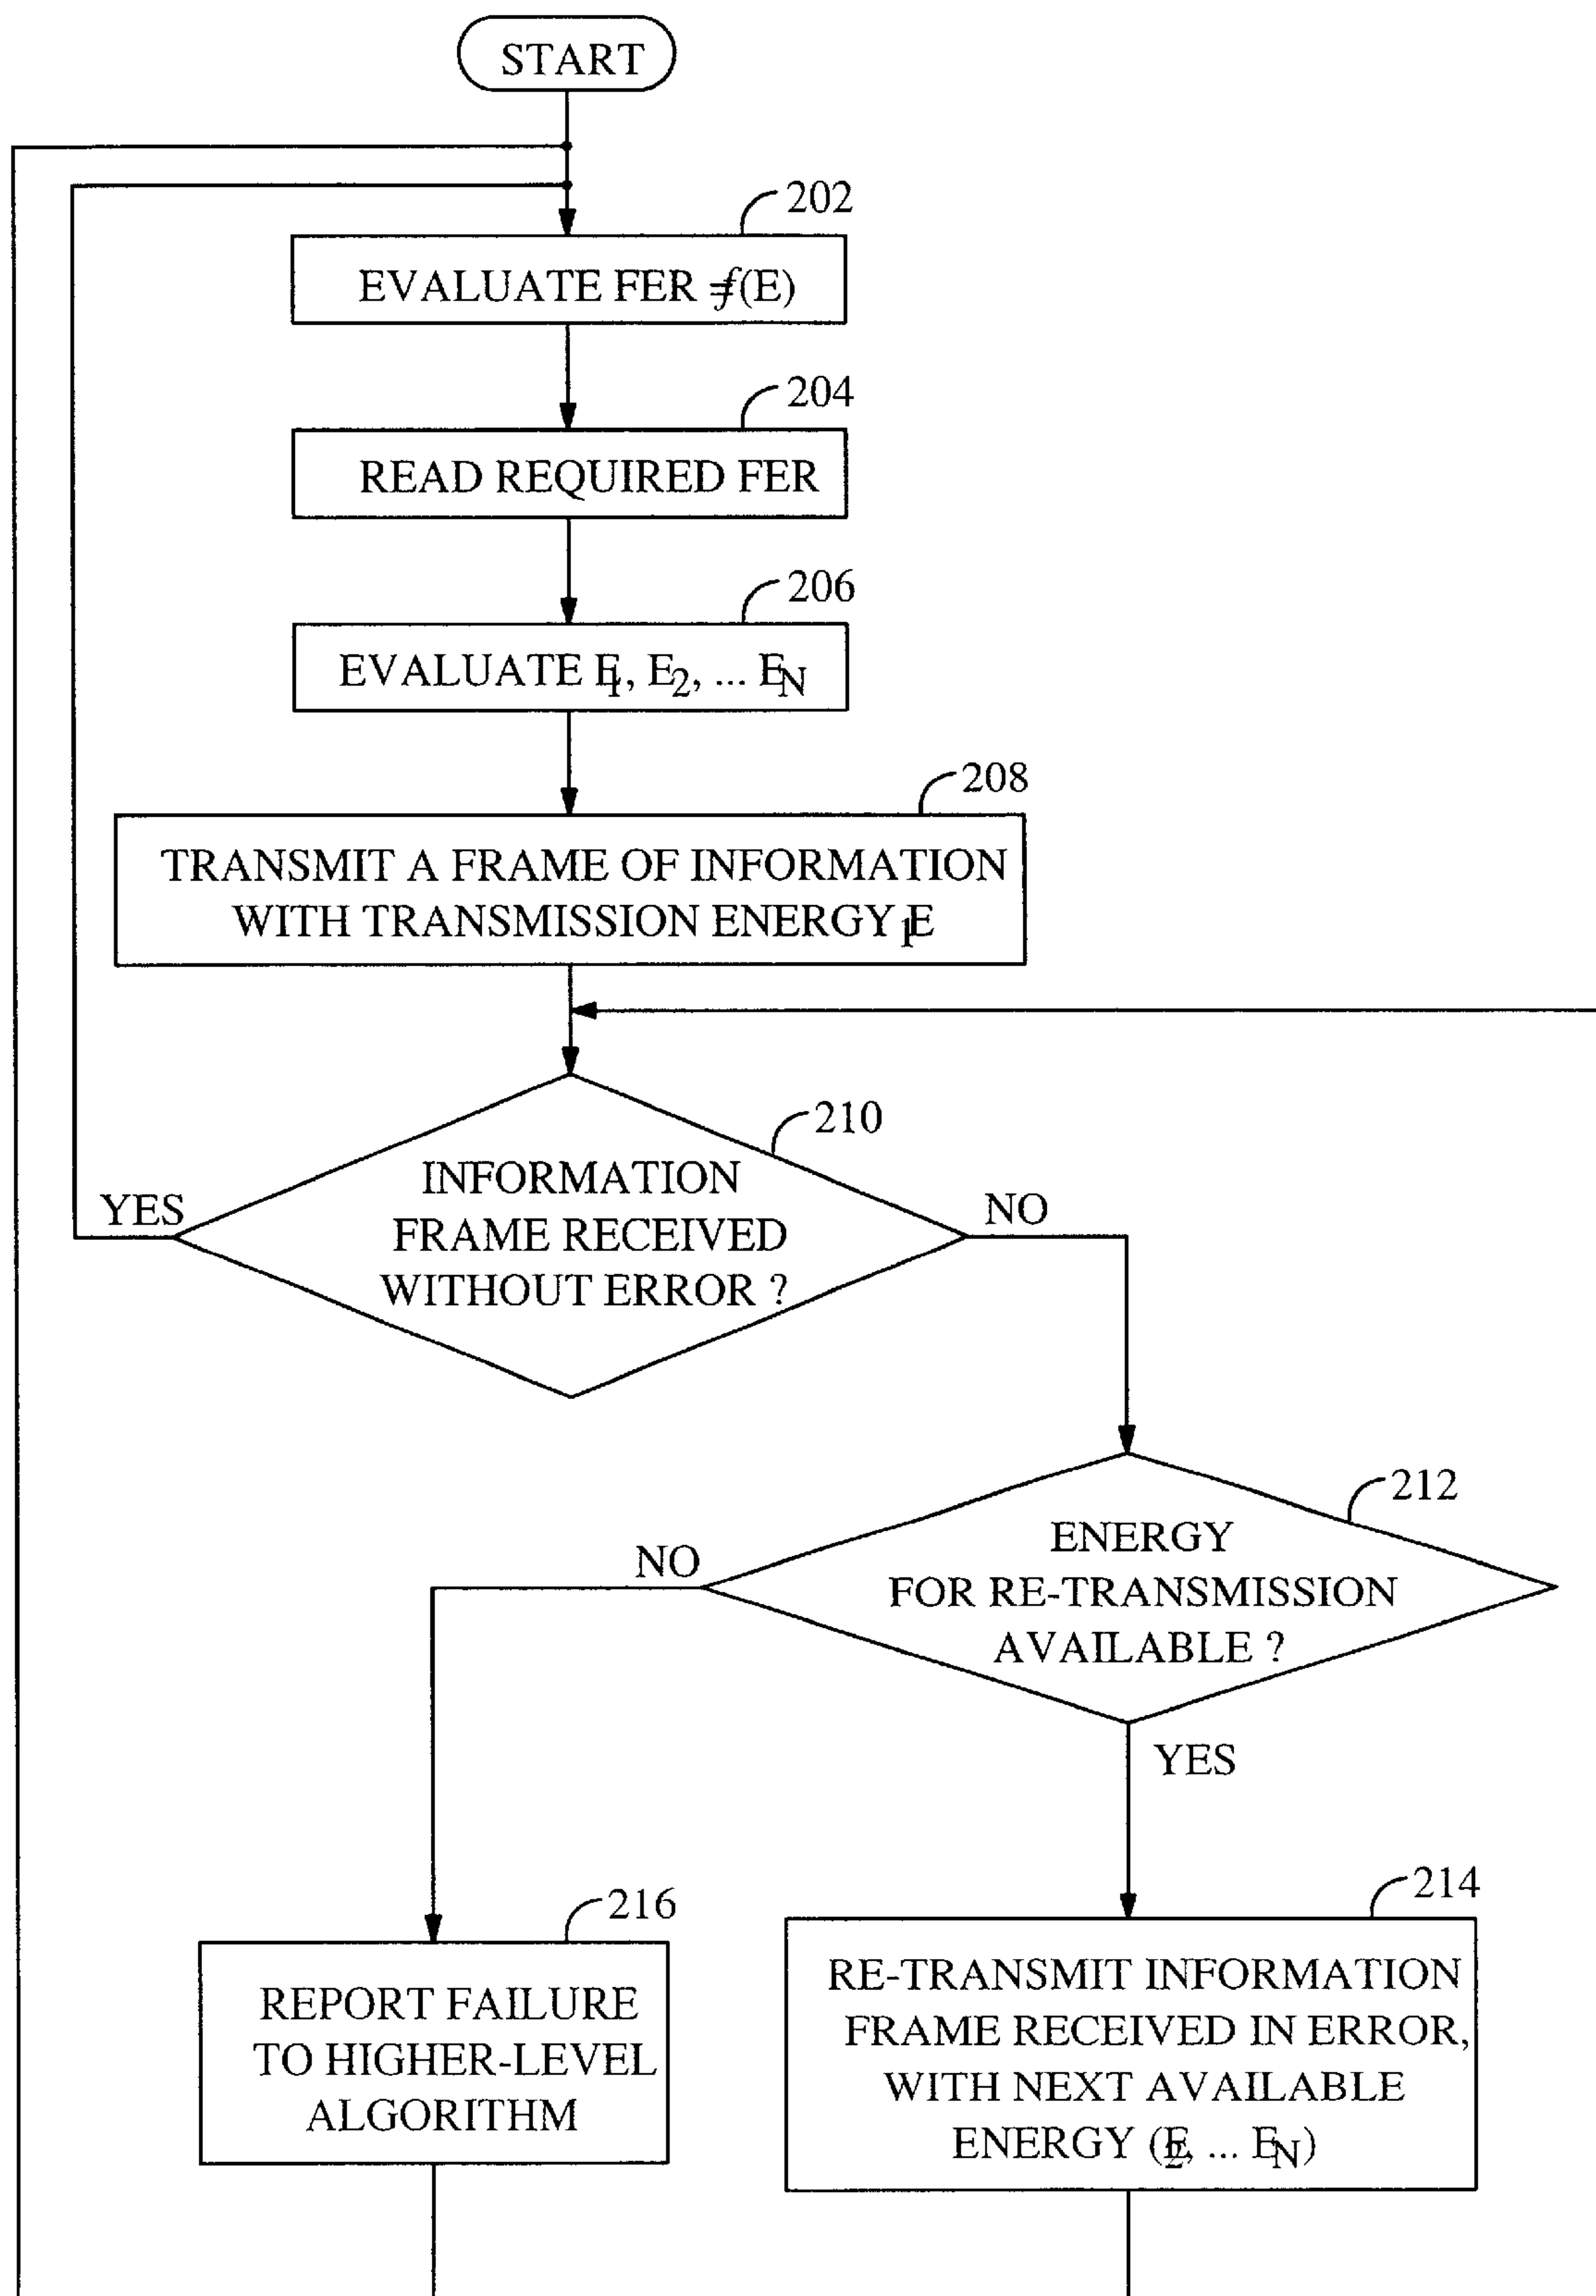 START
202
EVALUATE FER = f(E)
204
READ REQUIRED FER
206
EVALUATE E1, E2, ... EN
208
TRANSMIT A FRAME OF INFORMATION
WITH TRANSMISSION ENERGY E1
210
INFORMATION
FRAME RECEIVED
WITHOUT ERROR ?
YES
NO
212
ENERGY
FOR RE-TRANSMISSION
AVAILABLE ?
NO
YES
216
REPORT FAILURE
TO HIGHER-LEVEL
ALGORITHM
214
RE-TRANSMIT INFORMATION
FRAME RECEIVED IN ERROR,
WITH NEXT AVAILABLE
ENERGY (E2, ... EN)